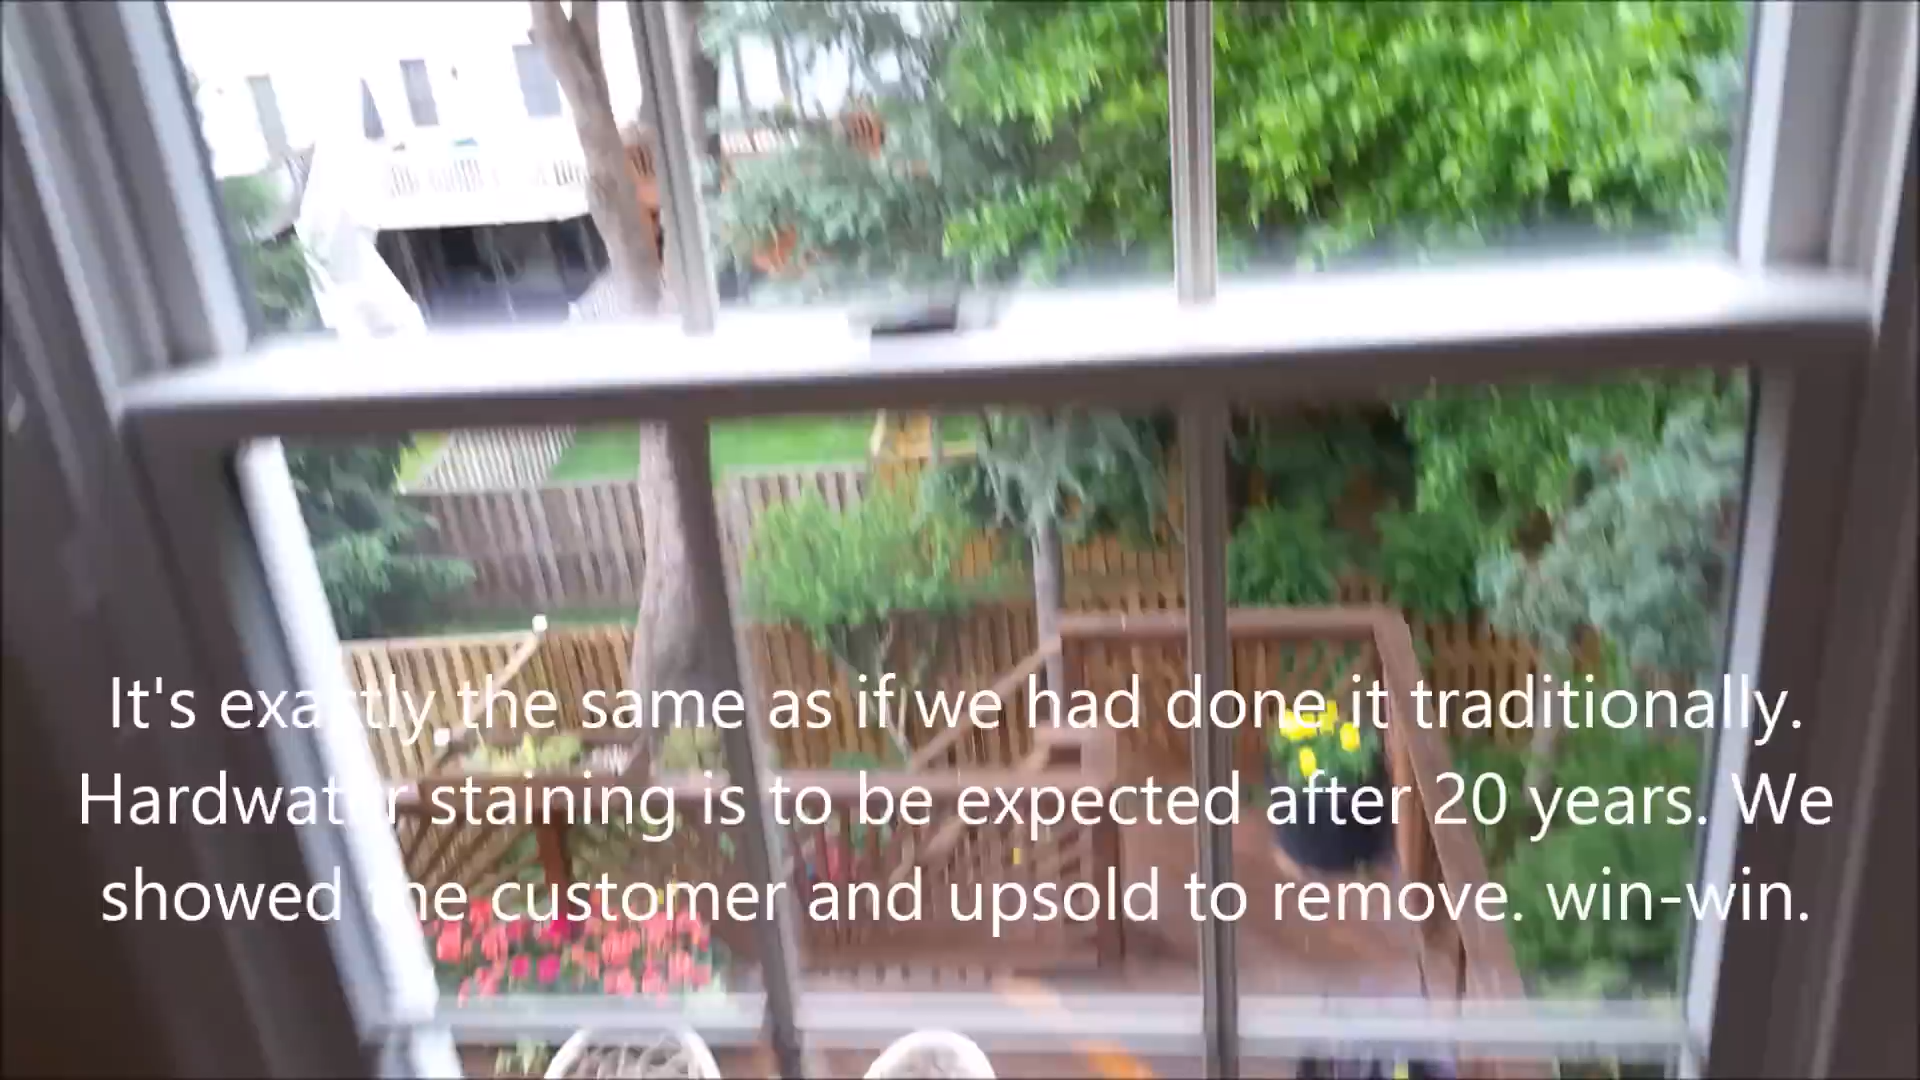 It's exactly the same as if we had done it traditionally.
Hardwater staining is to be expected after 20 years. We
showed the customer and upsold to remove. win-win.